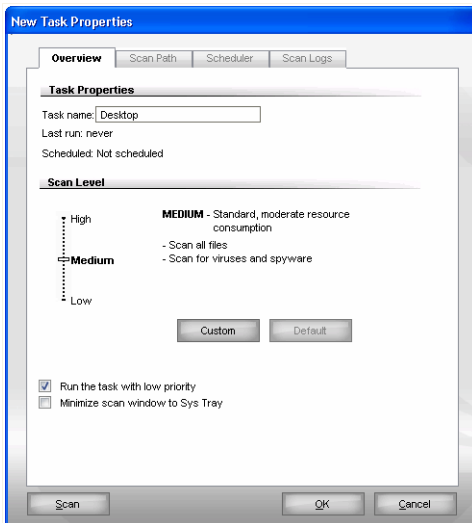 New Task Properties
Overview
Scan Path
Scheduler
Scan Logs
Task Properties
Task name: Desktop
Last run: never
Scheduled: Not scheduled
Scan Level
High
Medium
Low
MEDIUM - Standard, moderate resource
consumption
- Scan all files
- Scan for viruses and spyware
Custom
Default
Run the task with low priority
Minimize scan window to Sys Tray
Scan
OK
Cancel